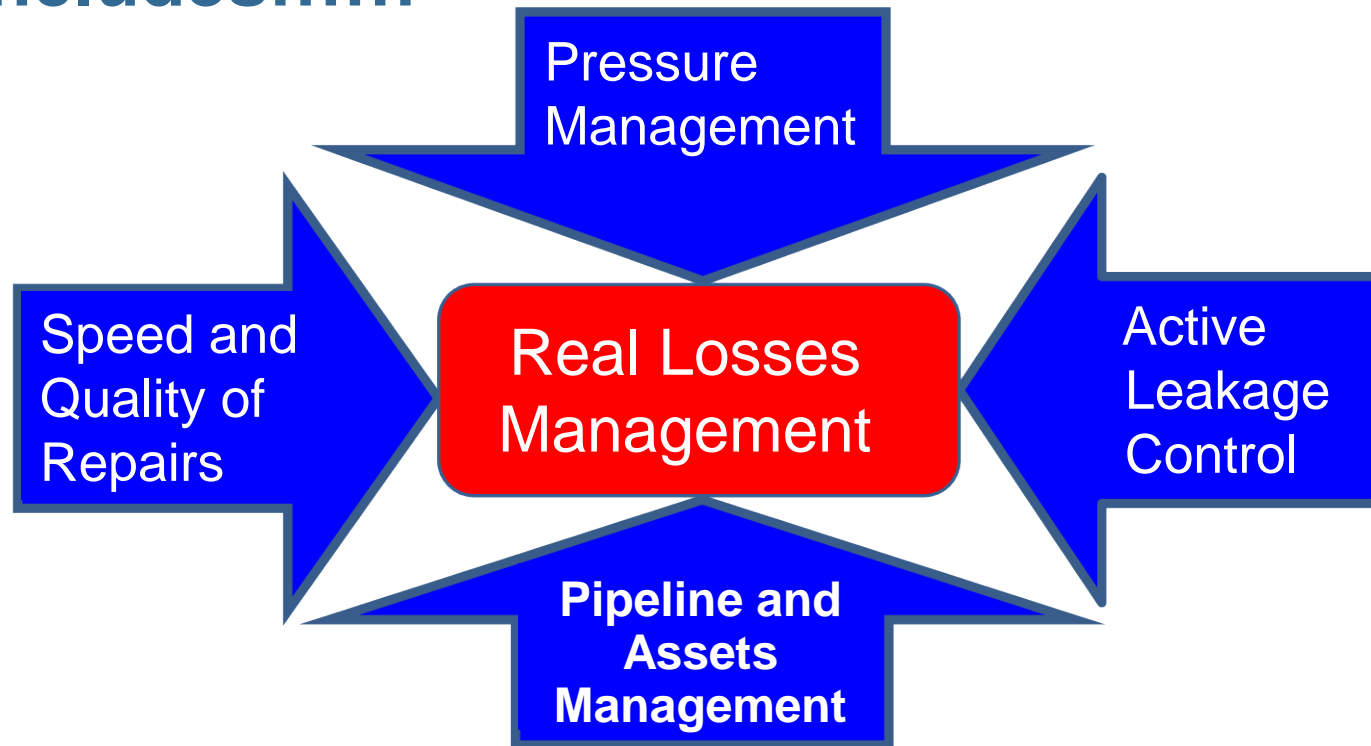 Pressure
Management
Speed and
Quality of
Repairs
Real Losses
Management
Active
Leakage
Control
Pipeline and
Assets
Management